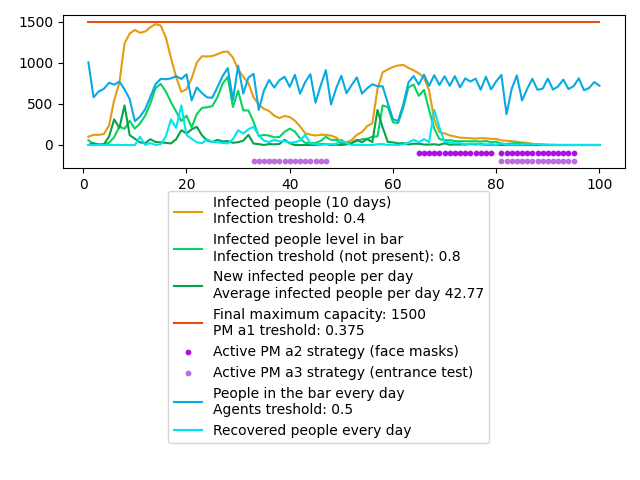 1500
1000
500
0
0 20 40 60 80 100
Infected people (10 days)
Infection treshold: 0.4
Infected people level in bar
Infection treshold (not present): 0.8
New infected people per day
Average infected people per day 42.77
Final maximum capacity: 1500
PM a1 treshold: 0.375
Active PM a2 strategy (face masks)
Active PM a3 strategy (entrance test)
People in the bar every day
Agents treshold: 0.5
Recovered people every day